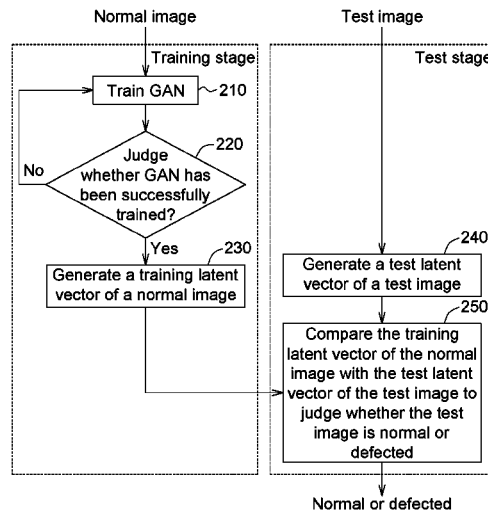 Normal image
Test image
Training stage
Train GAN
210
220
Judge
whether GAN has
been successfully
trained?
No
Yes
230
Generate a training latent
vector of a normal image
Test stage
240
Generate a test latent
vector of a test image
250
Compare the training
latent vector of the normal
image with the test latent
vector of the test image to
judge whether the test
image is normal or
defected
Normal or defected